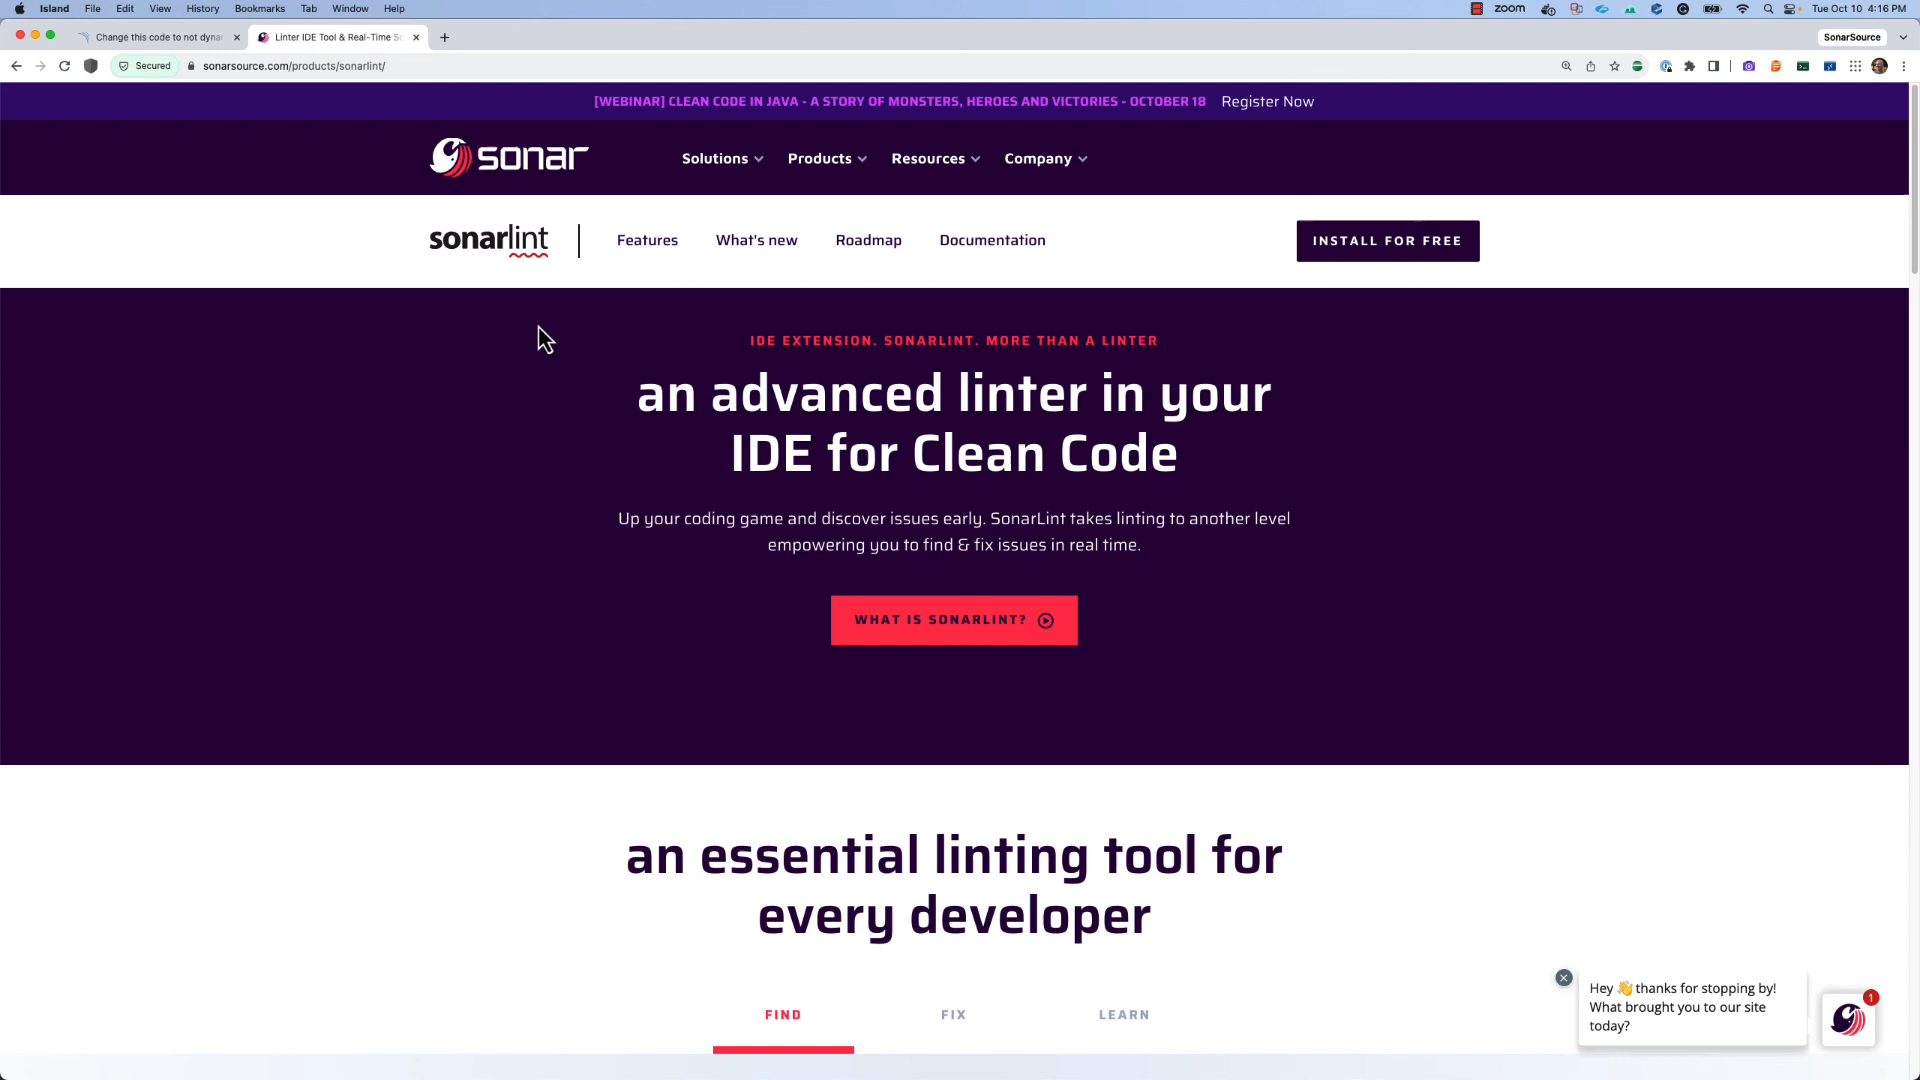 Island File Edit View History Bookmarks Tab Window Help
zoom
Tue Oct 10 4:16 PM
Change this code to not dyna
Linter IDE Tool & Real-Time S
SonarSource
Secured
sonarsource.com/products/sonarlint/
[WEBINAR] CLEAN CODE IN JAVA - A STORY OF MONSTERS, HEROES AND VICTORIES - OCTOBER 18 Register Now
sonar
Solutions Products Resources Company
sonarlint
Features What's new Roadmap Documentation
INSTALL FOR FREE
IDE EXTENSION. SONARLINT. MORE THAN A LINTER
an advanced linter in your
IDE for Clean Code
Up your coding game and discover issues early. SonarLint takes linting to another level
empowering you to find & fix issues in real time.
WHAT IS SONARLINT?
an essential linting tool for
every developer
FIND FIX LEARN
Hey 👋 thanks for stopping by!
What brought you to our site
today?
1